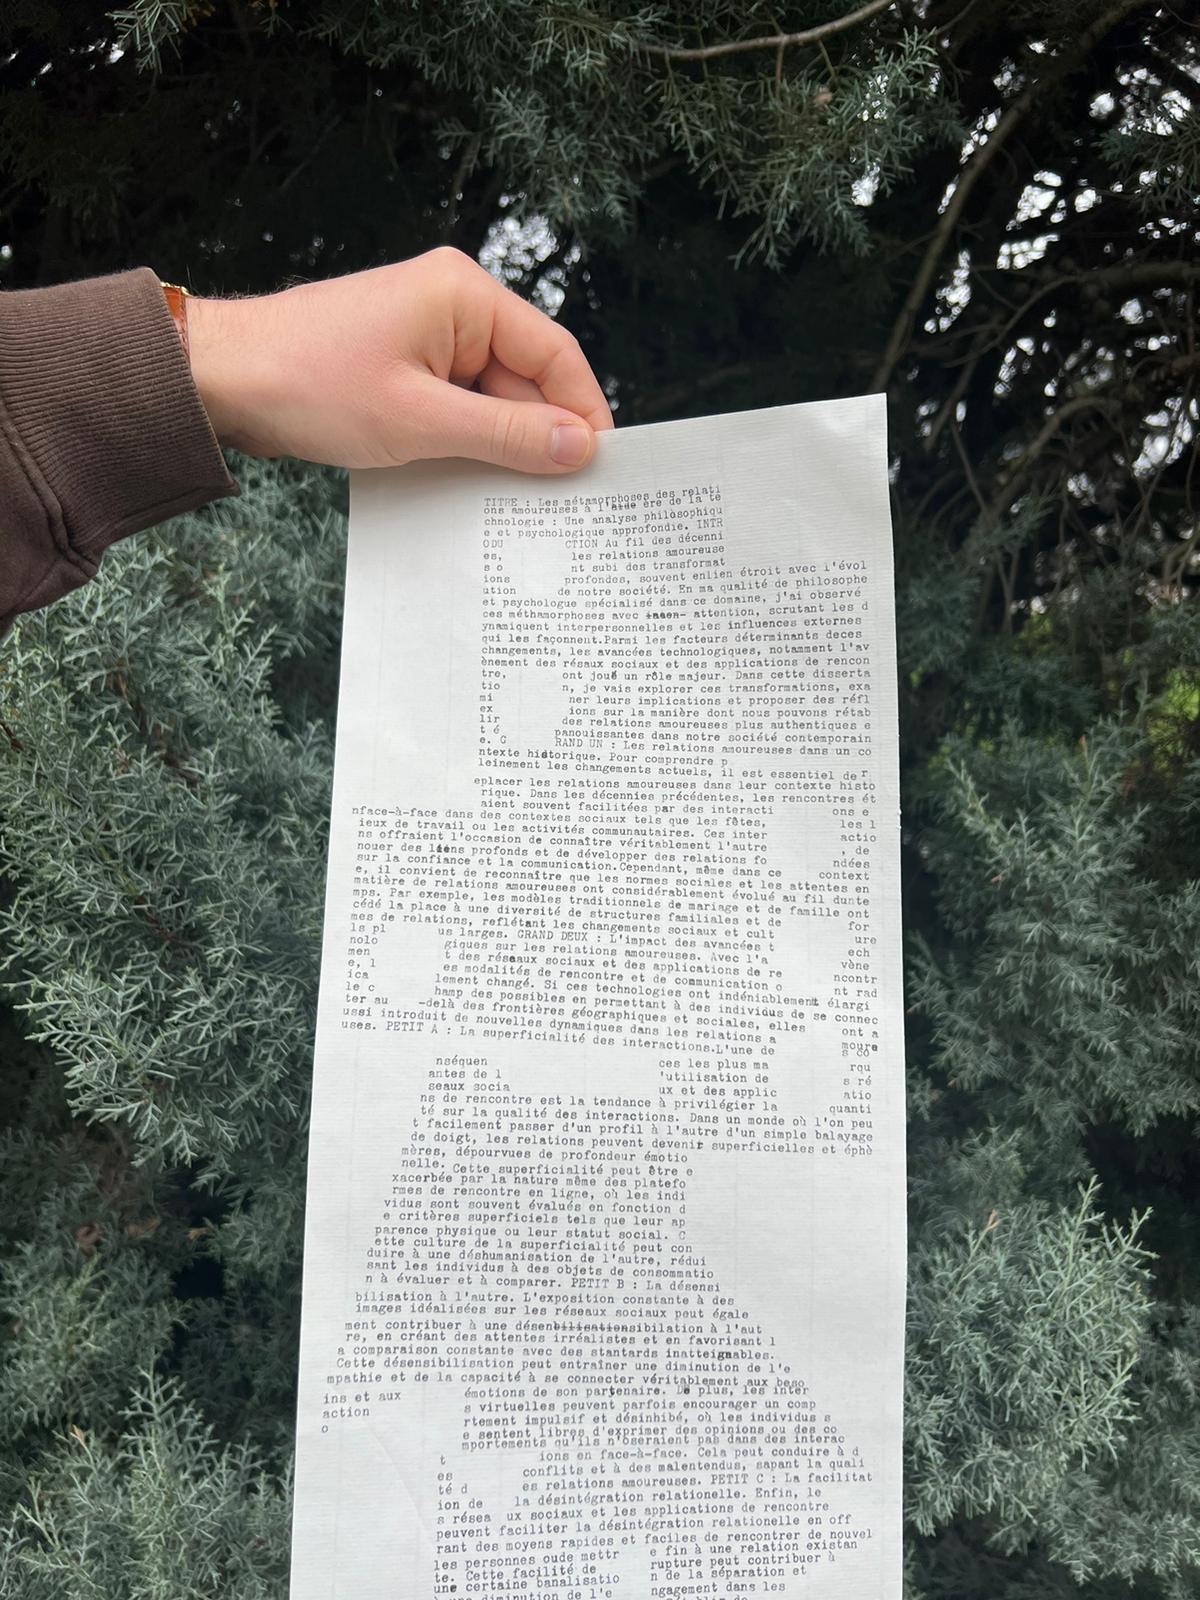 TITRE : Les métamorphoses des relati
ons amoureuses à l'aide ère de la te
chnologie : Une analyse philosophiqu
e et psychologique approfondie. INTR
ODU CTION Au fil des décenni
es, les relations amoureuse
s o nt subi des transformat
ions profondes, souvent enlien étroit avec l'évol
ution de notre société. En ma qualité de philosophe
et psychologue spécialisé dans ce domaine, j'ai observé
ces méthamorphoses avec attention, scrutant les d
ynamiquent interpersonnelles et les influences externes
qui les façonnent.Parmi les facteurs déterminants deces
changements, les avancées technologiques, notamment l'av
ènement des résaux sociaux et des applications de rencon
tre, ont joué un rôle majeur. Dans cette disserta
tio n, je vais explorer ces transformations, exa
mi ner leurs implications et proposer des réfl
ex ions sur la manière dont nous pouvons rétab
lir des relations amoureuses plus authentiques e
t é panouissantes dans notre société contemporain
e. G RAND UN : Les relations amoureuses dans un co
ntexte historique. Pour comprendre p
leinement les changements actuels, il est essentiel de r
eplacer les relations amoureuses dans leur contexte histo
rique. Dans les décennies précédentes, les rencontres ét
aient souvent facilitées par des interacti ons e
nface-à-face dans des contextes sociaux tels que les fêtes, les l
ieux de travail ou les activités communautaires. Ces inter actio
ns offraient l'occasion de connaître véritablement l'autre , de
nouer des liens profonds et de développer des relations fo ndées
sur la confiance et la communication.Cependant, même dans ce context
e, il convient de reconnaître que les normes sociales et les attentes en
matière de relations amoureuses ont considérablement évolué au fil dunte
mps. Par exemple, les modèles traditionnels de mariage et de famille ont
cédé la place à une diversité de structures familiales et de for
mes de relations, reflétant les changements sociaux et cult ure
ls pl us larges. GRAND DEUX : L'impact des avancées t ech
nolo giques sur les relations amoureuses. Avec l'a vène
men t des réseaux sociaux et des applications de re ncontr
e, l es modalités de rencontre et de communication o nt rad
ica lement changé. Si ces technologies ont indéniablement élargi
le c hamp des possibles en permettant à des individus de se connec
ter au -delà des frontières géographiques et sociales, elles ont a
ussi introduit de nouvelles dynamiques dans les relations a moure
uses. PETIT A : La superficialité des interactions.L'une de s co
nséquen ces les plus ma rqu
antes de l 'utilisation de s ré
seaux socia ux et des applic atio
ns de rencontre est la tendance à privilégier la quanti
té sur la qualité des interactions. Dans un monde où l'on peu
t facilement passer d'un profil à l'autre d'un simple balayage
de doigt, les relations peuvent devenir superficielles et éphé
mères, dépourvues de profondeur émotio
nelle. Cette superficialité peut être e
xacerbée par la nature même des platefo
rmes de rencontre en ligne, où les indi
vidus sont souvent évalués en fonction d
e critères superficiels tels que leur ap
parence physique ou leur statut social. C
ette culture de la superficialité peut con
duire à une déshumanisation de l'autre, rédui
sant les individus à des objets de consommatio
n à évaluer et à comparer. PETIT B : La désensi
bilisation à l'autre. L'exposition constante à des
images idéalisées sur les réseaux sociaux peut égale
ment contribuer à une désenbilisationsibilation à l'aut
re, en créant des attentes irréalistes et en favorisant l
a comparaison constante avec des stantards inatteignables.
Cette désensibilisation peut entraîner une diminution de l'e
mpathie et de la capacité à se connecter véritablement aux beso
ins et aux émotions de son partenaire. De plus, les inter
action s virtuelles peuvent parfois encourager un comp
o rtement impulsif et désinhibé, où les individus s
e sentent libres d'exprimer des opinions ou des co
mportements qu'ils n'oseraient pas dans des interac
t ions en face-à-face. Cela peut conduire à d
es conflits et à des malentendus, sapant la quali
té d es relations amoureuses. PETIT C : La facilitat
ion de la désintégration relationelle. Enfin, le
s résea ux sociaux et les applications de rencontre
peuvent faciliter la désintégration relationelle en off
rant des moyens rapides et faciles de rencontrer de nouvel
les personnes oude mettr e fin à une relation existan
te. Cette facilité de rupture peut contribuer à
une certaine banalisatio n de la séparation et
à une diminution de l'e ngagement dans les